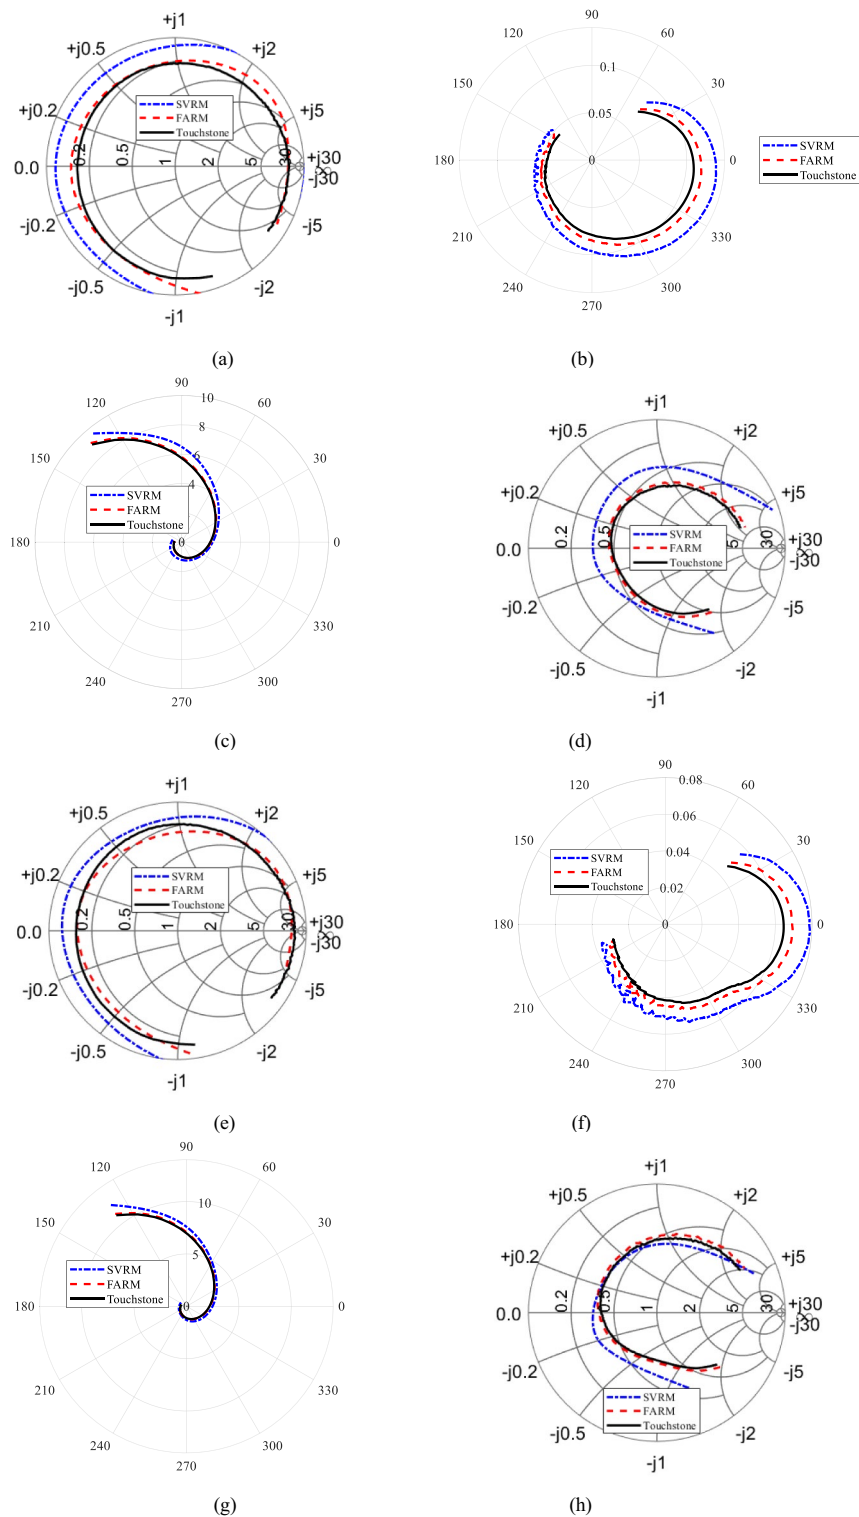 +j1
+j0.5
+j2
+j0.2
+j5
SVRM
FARM
Touchstone
0.0
0.2
0.5
1
2
5
30
+j30
-j30
-j0.2
-j5
-j0.5
-j2
-j1
(a)
90
120
60
0.1
150
30
0.05
180
0
0
SVRM
FARM
Touchstone
210
330
240
300
270
(b)
90
10
120
60
8
6
150
30
4
SVRM
FARM
Touchstone
180
0
0
210
330
240
300
270
(c)
+j1
+j0.5
+j2
+j0.2
+j5
SVRM
FARM
Touchstone
0.0
0.2
0.5
5
30
+j30
-j30
-j0.2
-j5
-j0.5
-j2
-j1
(d)
+j1
+j0.5
+j2
+j0.2
+j5
SVRM
FARM
Touchstone
0.0
0.2
0.5
1
2
5
30
+j30
-j30
-j0.2
-j5
-j0.5
-j2
-j1
(e)
90
0.08
120
60
0.06
150
30
0.04
SVRM
FARM
Touchstone
0.02
180
0
0
210
330
240
300
270
(f)
90
120
60
10
150
30
5
SVRM
FARM
Touchstone
180
0
0
210
330
240
300
270
(g)
+j1
+j0.5
+j2
+j0.2
+j5
0.0
0.2
0.5
1
2
5
30
+j30
-j30
-j0.2
-j5
SVRM
FARM
Touchstone
-j0.5
-j2
-j1
(h)